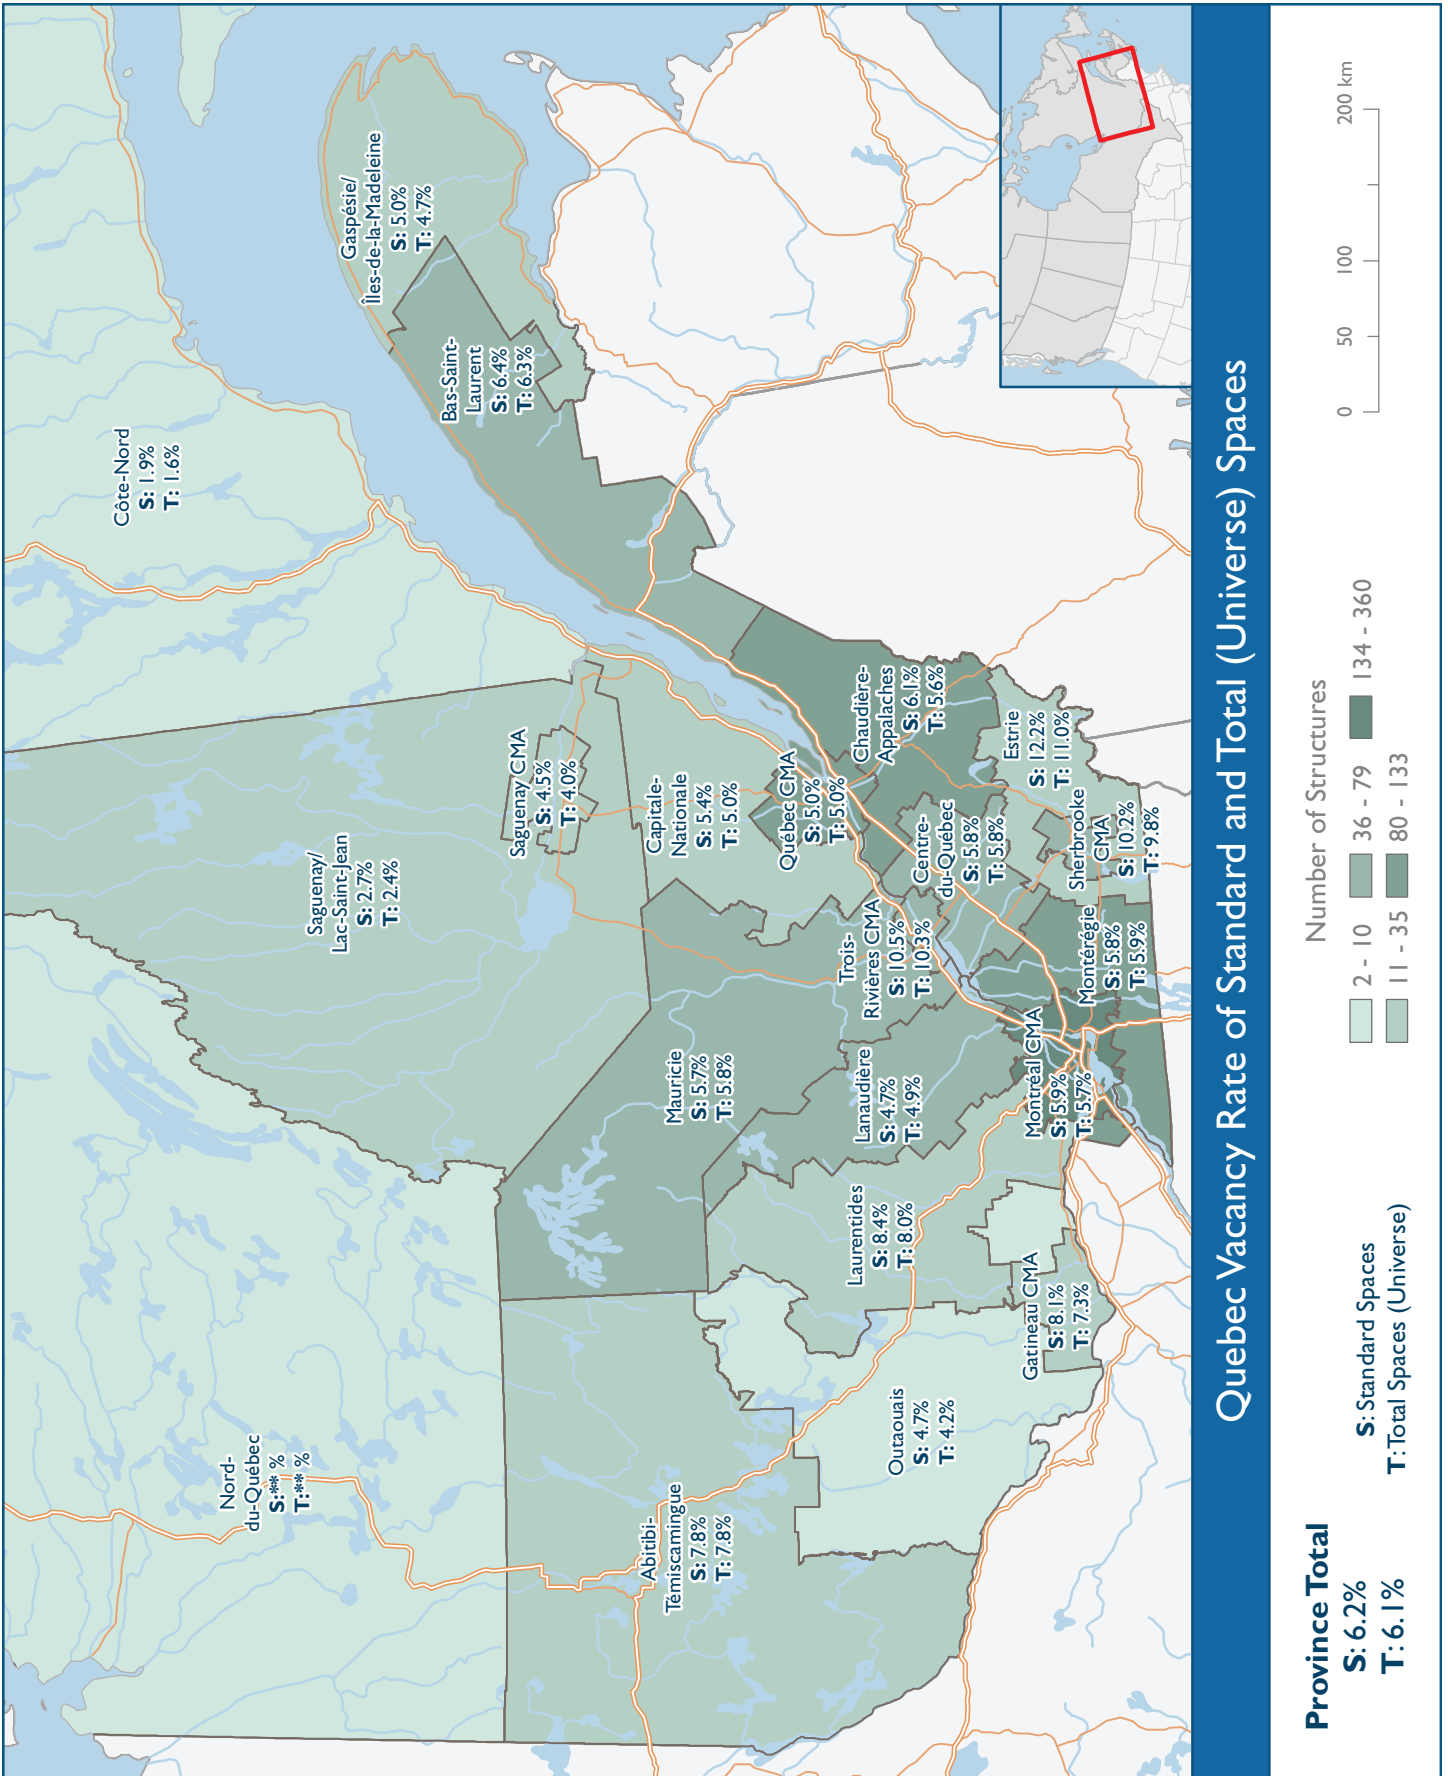 Nord-
du-Québec
S:** %
T:** %
Côte-Nord
S: 1.9%
T: 1.6%
Saguenay/
Lac-Saint-Jean
S: 2.7%
T: 2.4%
Gaspésie/
Îles-de-la-Madeleine
S: 5.0%
T: 4.7%
Bas-Saint-
Laurent
S: 6.4%
T: 6.3%
Saguenay CMA
S: 4.5%
T: 4.0%
Abitibi-
Témiscamingue
S: 7.8%
T: 7.8%
Mauricie
S: 5.7%
T: 5.8%
Capitale-
Nationale
S: 5.4%
T: 5.0%
Québec CMA
S: 5.0%
T: 5.0%
Outaouais
S: 4.7%
T: 4.2%
Laurentides
S: 8.4%
T: 8.0%
Lanaudière
S: 4.7%
T: 4.9%
Trois-
Rivières CMA
S: 10.5%
T: 10.3%
Centre-
du-Québec
S: 5.8%
T: 5.8%
Chaudière-
Appalaches
S: 6.1%
T: 5.6%
Gatineau CMA
S: 8.1%
T: 7.3%
Montréal CMA
S: 5.9%
T: 5.7%
Montérégie
S: 5.8%
T: 5.9%
Sherbrooke
CMA
S: 10.2%
T: 9.8%
Estrie
S: 12.2%
T: 11.0%
Quebec Vacancy Rate of Standard and Total (Universe) Spaces
Province Total
S: 6.2%
T: 6.1%
S: Standard Spaces
T: Total Spaces (Universe)
Number of Structures
2 - 10
36 - 79
134 - 360
11 - 35
80 - 133
0 50 100 200 km